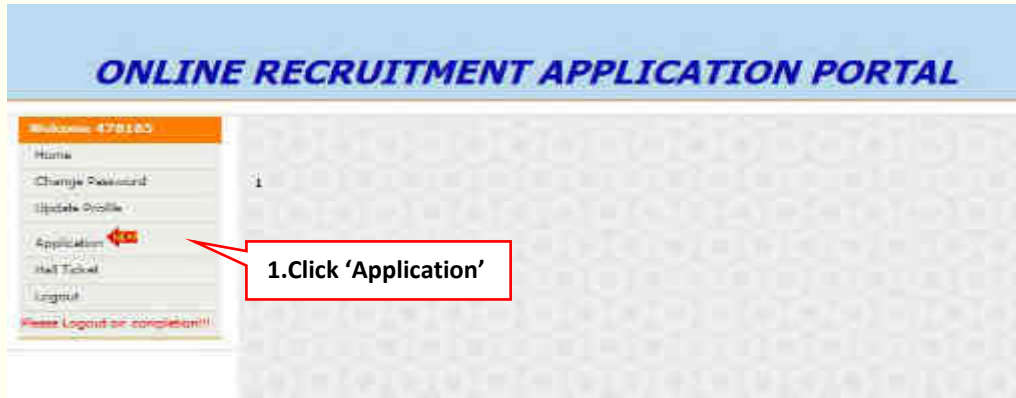 ONLINE RECRUITMENT APPLICATION PORTAL
Welcome 478185
Home
Change Password
1
Update Profile
Application
1.Click ‘Application’
Hall Ticket
Logout
Please Logout on completion!!!